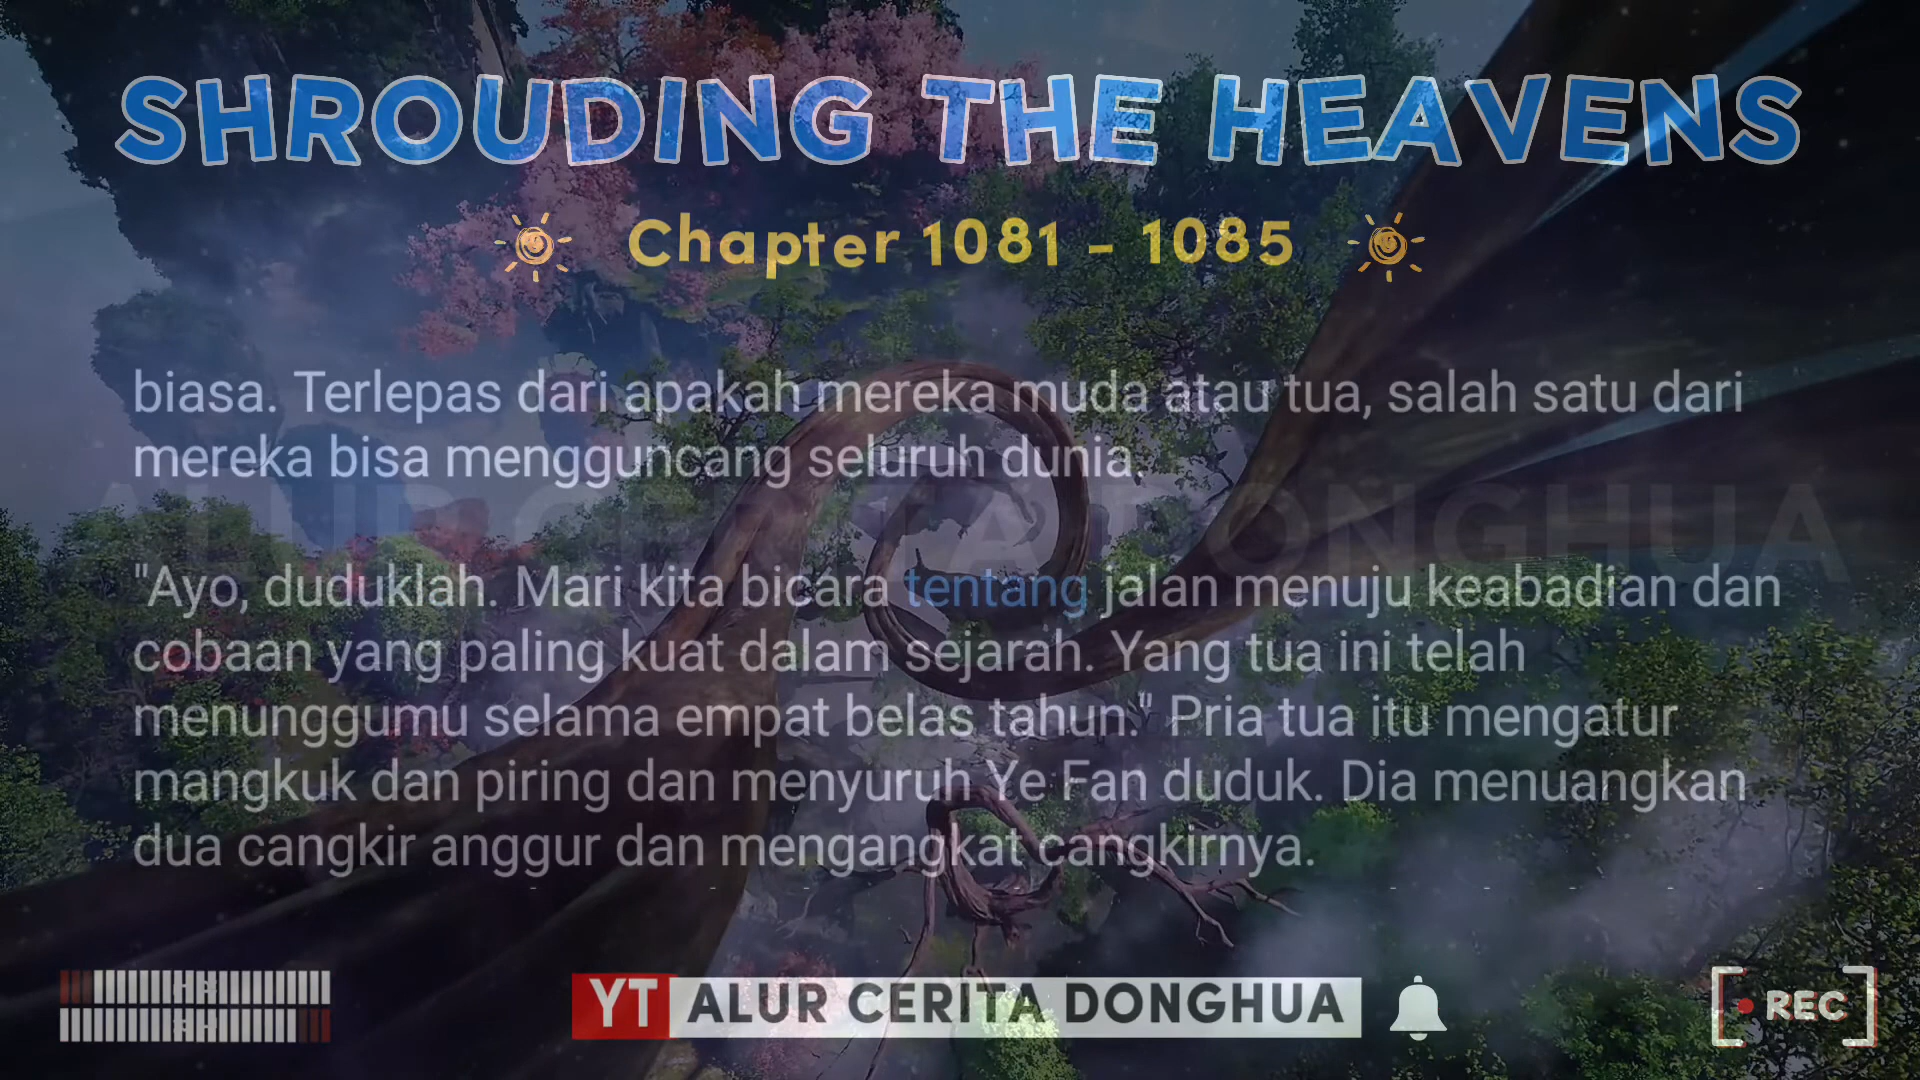 SHROUDING THE HEAVENS
Chapter 1081 - 1085
biasa. Terlepas dari apakah mereka muda atau tua, salah satu dari
mereka bisa mengguncang seluruh dunia.
ALUR CERITA DONGHUA
"Ayo, duduklah. Mari kita bicara tentang jalan menuju keabadian dan
cobaan yang paling kuat dalam sejarah. Yang tua ini telah
menunggumu selama empat belas tahun." Pria tua itu mengatur
mangkuk dan piring dan menyuruh Ye Fan duduk. Dia menuangkan
dua cangkir anggur dan mengangkat cangkirnya.
YT ALUR CERITA DONGHUA
REC